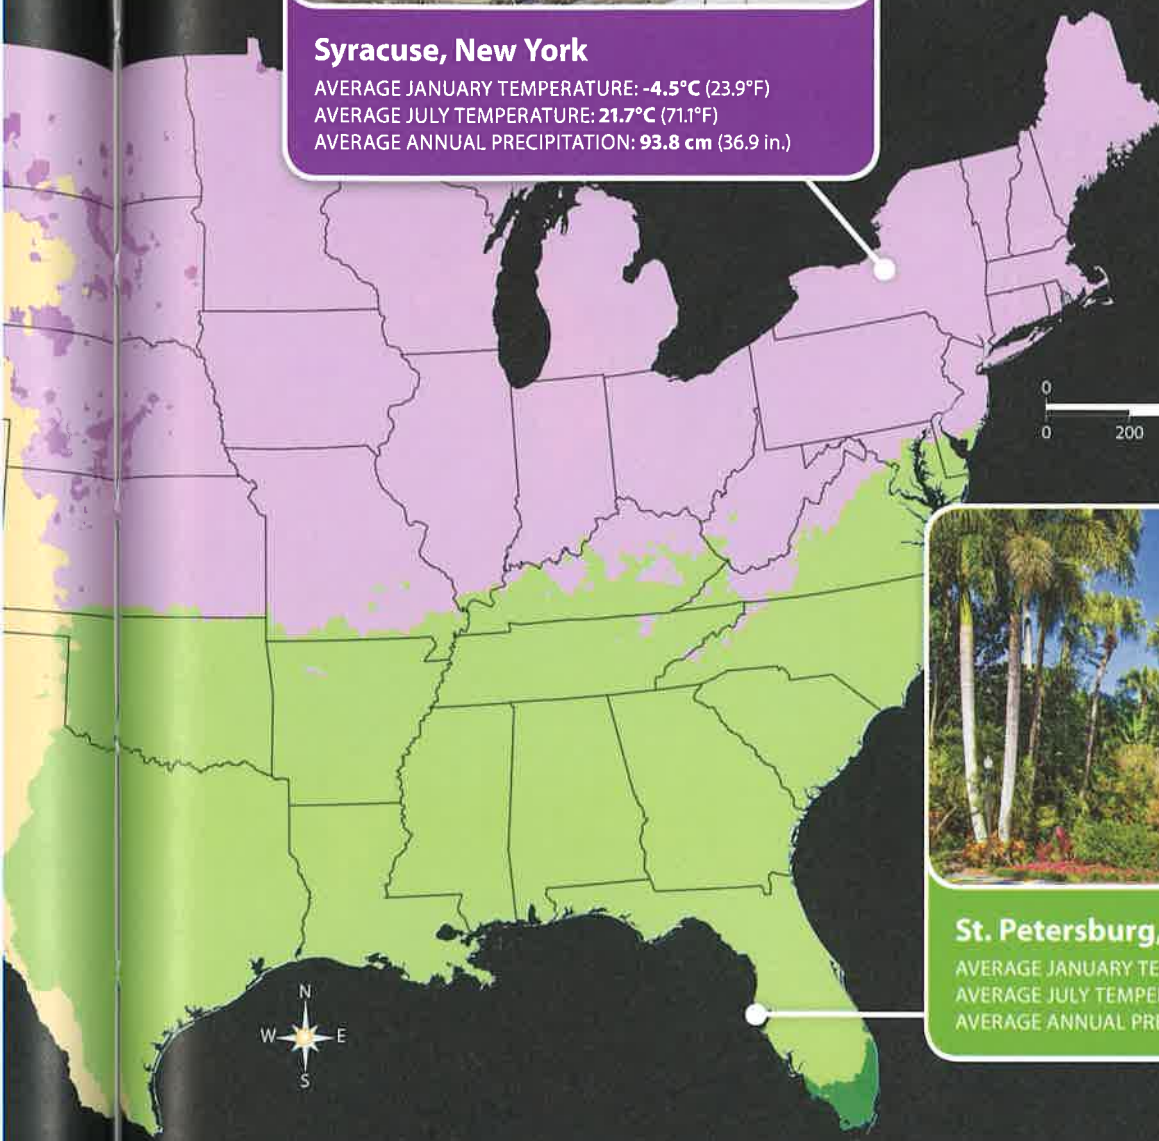 Syracuse, New York
AVERAGE JANUARY TEMPERATURE: -4.5°C (23.9°F)
AVERAGE JULY TEMPERATURE: 21.7°C (71.1°F)
AVERAGE ANNUAL PRECIPITATION: 93.8 cm (36.9 in.)
0
0 200
St. Petersburg,
AVERAGE JANUARY TE
AVERAGE JULY TEMPE
AVERAGE ANNUAL PR
N
W E
S